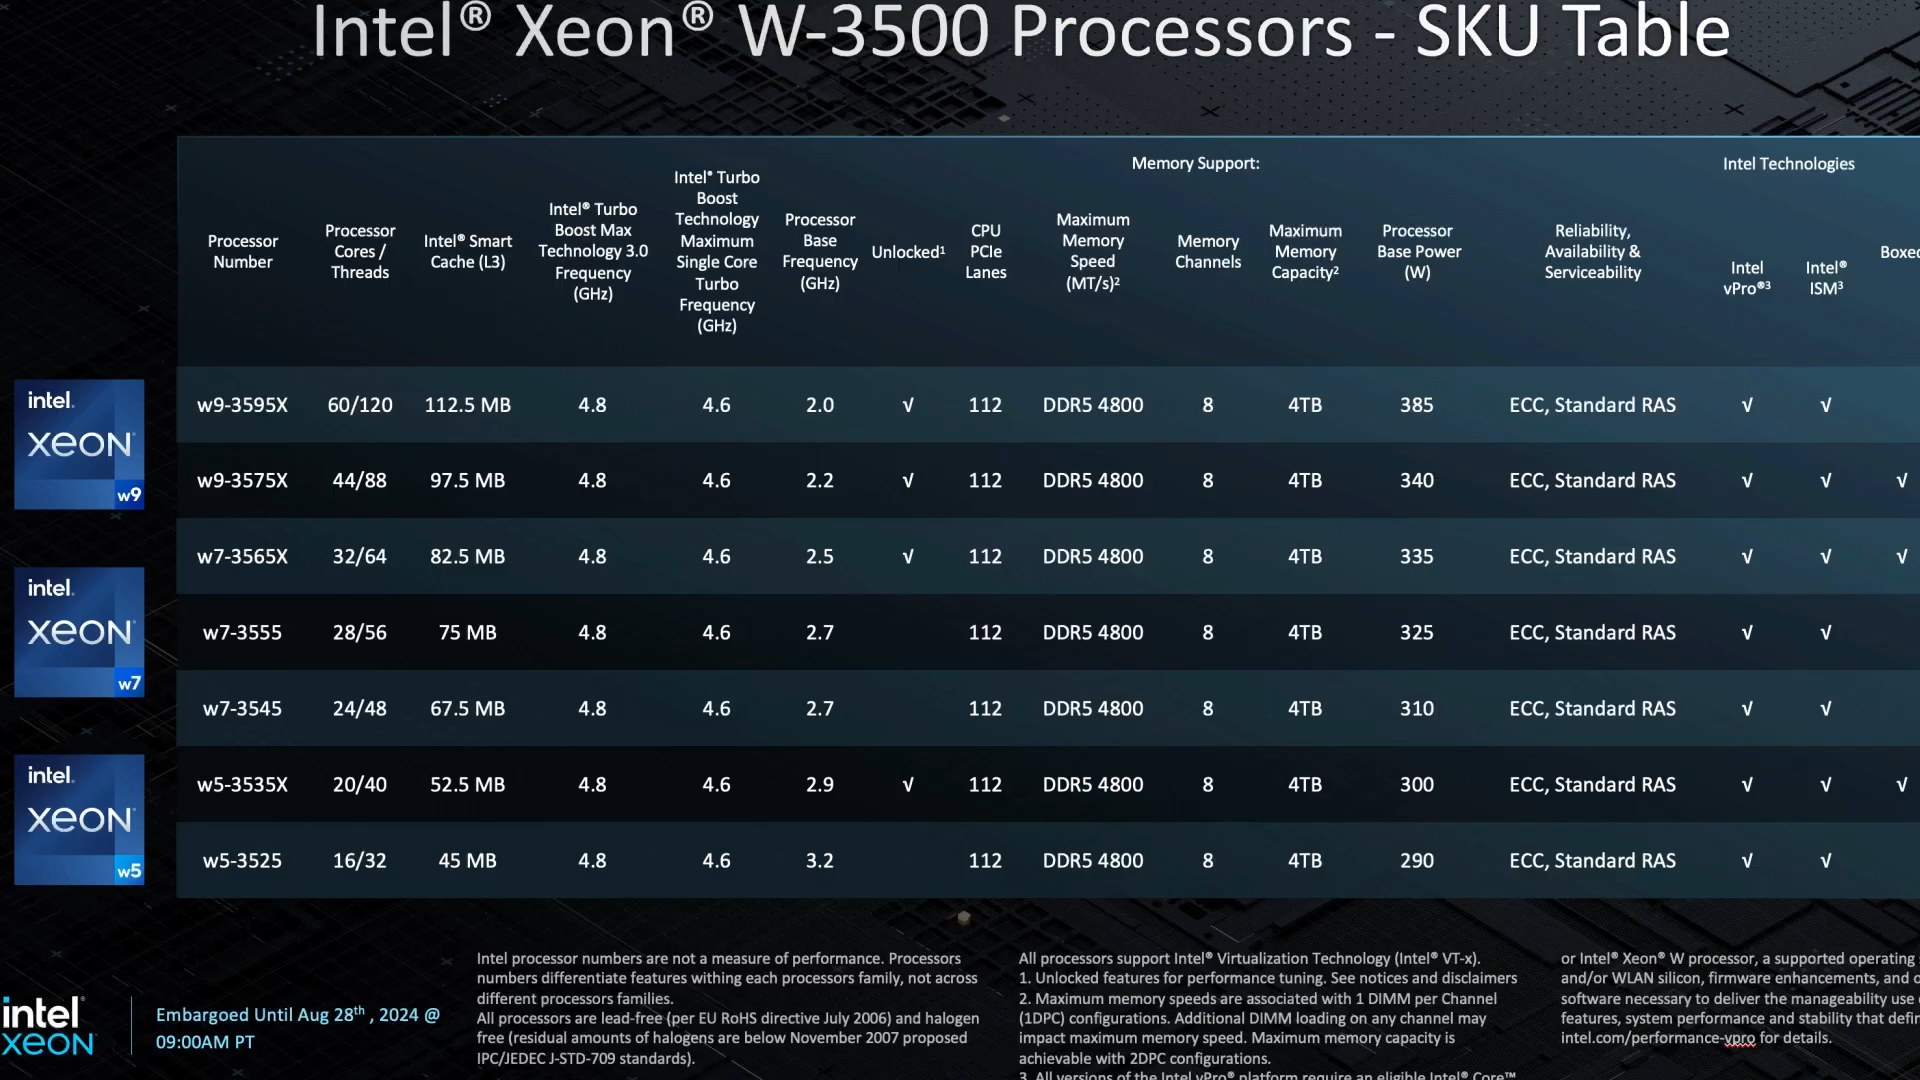 Intel® Xeon® W-3500 Processors - SKU Table
Memory Support:
Intel Technologies
Processor Number
Processor Cores / Threads
Intel® Smart Cache (L3)
Intel® Turbo Boost Max Technology 3.0 Frequency (GHz)
Intel® Turbo Boost Technology Maximum Single Core Turbo Frequency (GHz)
Processor Base Frequency (GHz)
Unlocked¹
CPU PCIe Lanes
Maximum Memory Speed (MT/s)²
Memory Channels
Maximum Memory Capacity²
Processor Base Power (W)
Reliability, Availability & Serviceability
Intel vPro®³
Intel® ISM³
Boxed
w9-3595X 60/120 112.5 MB 4.8 4.6 2.0 √ 112 DDR5 4800 8 4TB 385 ECC, Standard RAS √ √
w9-3575X 44/88 97.5 MB 4.8 4.6 2.2 √ 112 DDR5 4800 8 4TB 340 ECC, Standard RAS √ √ √
w7-3565X 32/64 82.5 MB 4.8 4.6 2.5 √ 112 DDR5 4800 8 4TB 335 ECC, Standard RAS √ √ √
w7-3555 28/56 75 MB 4.8 4.6 2.7 112 DDR5 4800 8 4TB 325 ECC, Standard RAS √ √
w7-3545 24/48 67.5 MB 4.8 4.6 2.7 112 DDR5 4800 8 4TB 310 ECC, Standard RAS √ √
w5-3535X 20/40 52.5 MB 4.8 4.6 2.9 √ 112 DDR5 4800 8 4TB 300 ECC, Standard RAS √ √ √
w5-3525 16/32 45 MB 4.8 4.6 3.2 112 DDR5 4800 8 4TB 290 ECC, Standard RAS √ √
intel.
xeon
w9
intel.
xeon
w7
intel.
xeon
w5
intel
xeon
Embargoed Until Aug 28th , 2024 @
09:00AM PT
Intel processor numbers are not a measure of performance. Processors
numbers differentiate features withing each processors family, not across
different processors families.
All processors are lead-free (per EU RoHS directive July 2006) and halogen
free (residual amounts of halogens are below November 2007 proposed
IPC/JEDEC J-STD-709 standards).
All processors support Intel® Virtualization Technology (Intel® VT-x).
1. Unlocked features for performance tuning. See notices and disclaimers
2. Maximum memory speeds are associated with 1 DIMM per Channel
(1DPC) configurations. Additional DIMM loading on any channel may
impact maximum memory speed. Maximum memory capacity is
achievable with 2DPC configurations.
3. All versions of the Intel vPro® platform require an eligible Intel® Core™
or Intel® Xeon® W processor, a supported operating
and/or WLAN silicon, firmware enhancements, and
software necessary to deliver the manageability use
features, system performance and stability that
intel.com/performance-vpro for details.